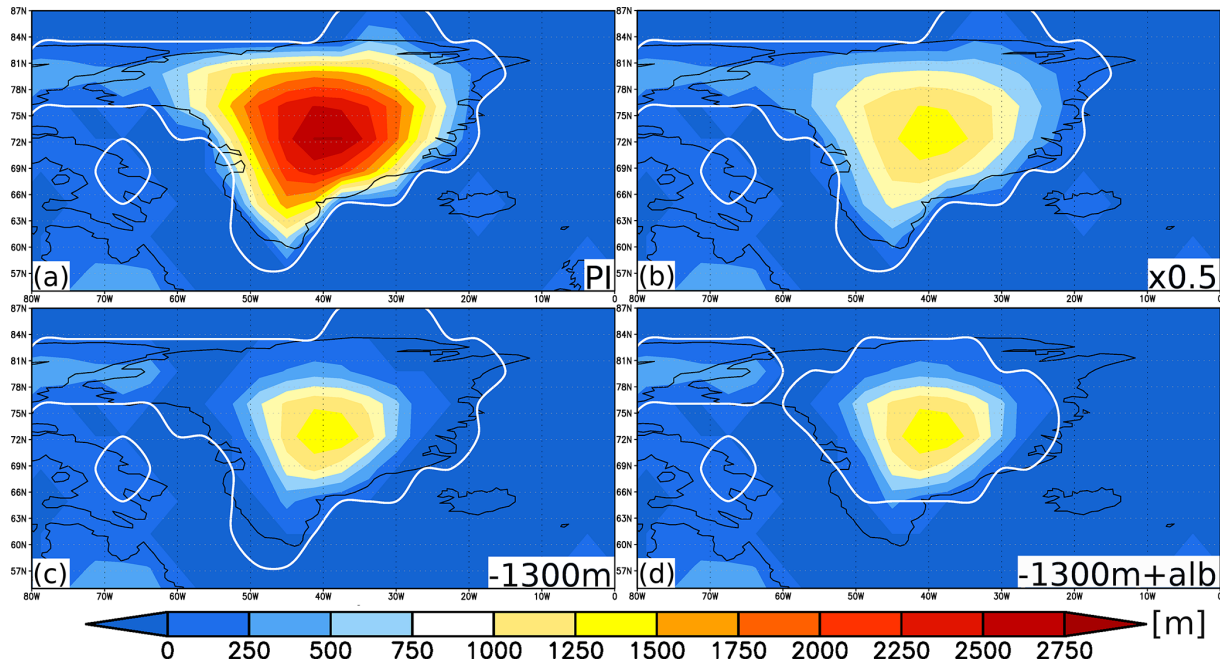 87N
84N
81N
78N
75N
72N
69N
66N
63N
60N
57N
(a)
PI
80W 70W 60W 50W 40W 30W 20W 10W 0
87N
84N
81N
78N
75N
72N
69N
66N
63N
60N
57N
(b)
x0.5
80W 70W 60W 50W 40W 30W 20W 10W 0
87N
84N
81N
78N
75N
72N
69N
66N
63N
60N
57N
(c)
-1300m
80W 70W 60W 50W 40W 30W 20W 10W 0
87N
84N
81N
78N
75N
72N
69N
66N
63N
60N
57N
(d)
-1300m+alb
80W 70W 60W 50W 40W 30W 20W 10W 0
[m]
0 250 500 750 1000 1250 1500 1750 2000 2250 2500 2750